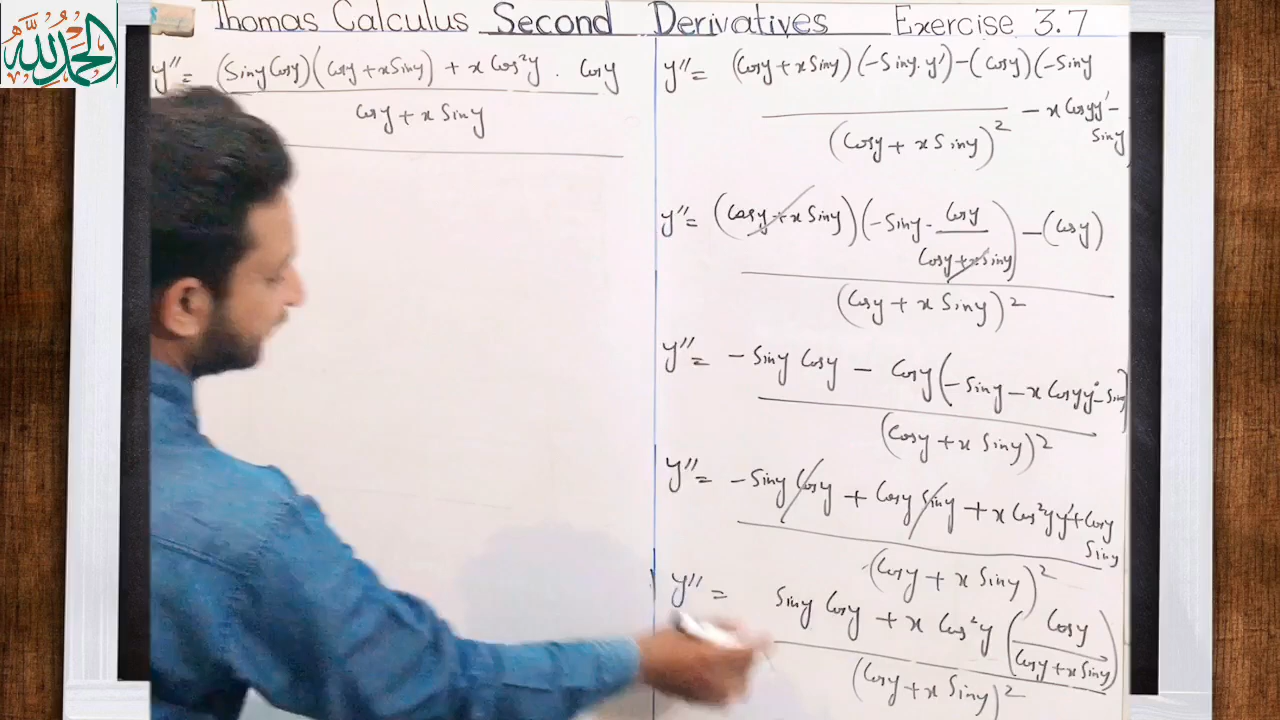 الحمد لله
Thomas Calculus Second Derivatives Exercise 3.7
y'' = (Siny Cosy)(Cosy + x Siny) + x Cos²y . Cosy
Cosy + x Siny
y'' = (Cosy + x Siny)(-Siny . y') - (Cosy)(-Siny
- x Cosy y' -
Siny)
(Cosy + x Siny)²
y'' = (Cosy + x Siny)(-Siny - Cosy
Cosy + x Siny) - (Cosy)
(Cosy + x Siny)²
y'' = -Siny Cosy - Cosy(-Siny - x Cosy y' - Siny)
(Cosy + x Siny)²
y'' = -Siny Cosy + Cosy Siny + x Cos²y y' + Cosy
Siny
(Cosy + x Siny)²
y'' = Siny Cosy + x Cos²y (Cosy
Cosy + x Siny)
(Cosy + x Siny)²